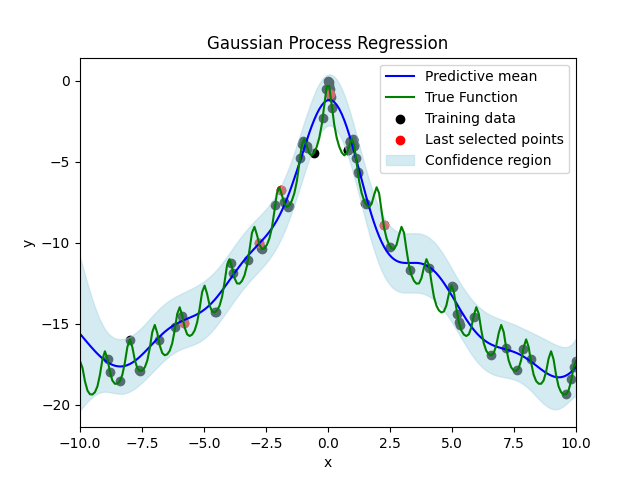 Gaussian Process Regression
Predictive mean
True Function
Training data
Last selected points
Confidence region
y
0
−5
−10
−15
−20
−10.0 −7.5 −5.0 −2.5 0.0 2.5 5.0 7.5 10.0
x